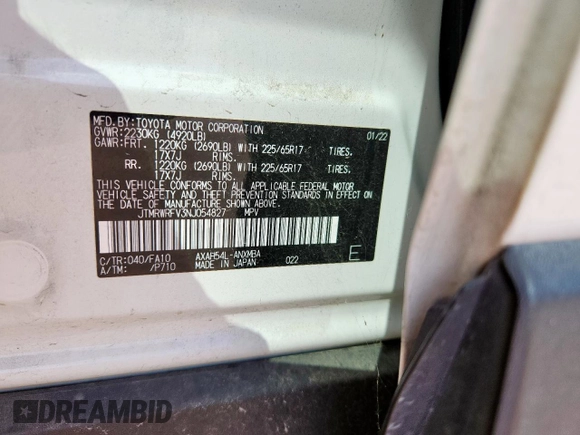 MFD.BY:TOYOTA MOTOR CORPORATION 01/22
GVWR:2230KG (4920LB)
GAWR:FRT. 1220KG (2690LB) WITH 225/65R17 TIRES.
17X7J RIMS.
RR. 1220KG (2690LB) WITH 225/65R17 TIRES.
17X7J RIMS.
THIS VEHICLE CONFORMS TO ALL APPLICABLE FEDERAL MOTOR
VEHICLE SAFETY AND THEFT PREVENTION STANDARDS IN EFFECT ON
THE DATE OF MANUFACTURE SHOWN ABOVE.
JTMRWRFV3NJ054827 MPV
C/TR:040/FA10 AXAH54L-ANXMBA
A/TM: /P710 MADE IN JAPAN 022 E
DREAMBID